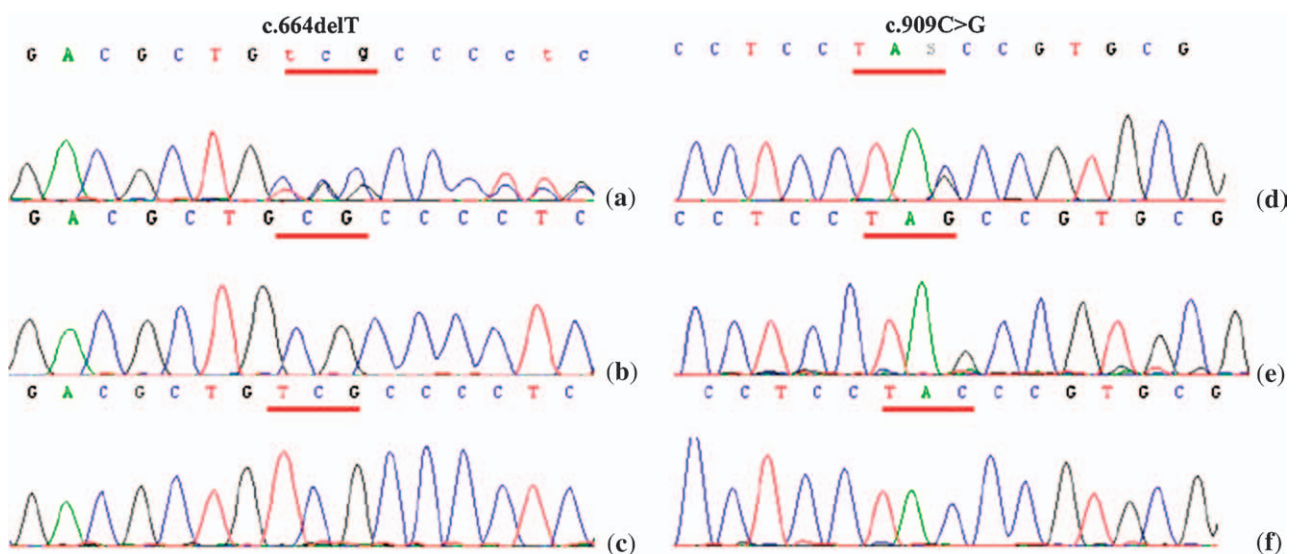 c.664delT
G A C G C T G t c g C C C c t c
(a)
G A C G C T G C G C C C C T C
(b)
G A C G C T G T C G C C C C T C
(c)
c.909C>G
C C T C C T A S C C G T G C G
(d)
C C T C C T A G C C G T G C G
(e)
C C T C C T A C C C G T G C G
(f)